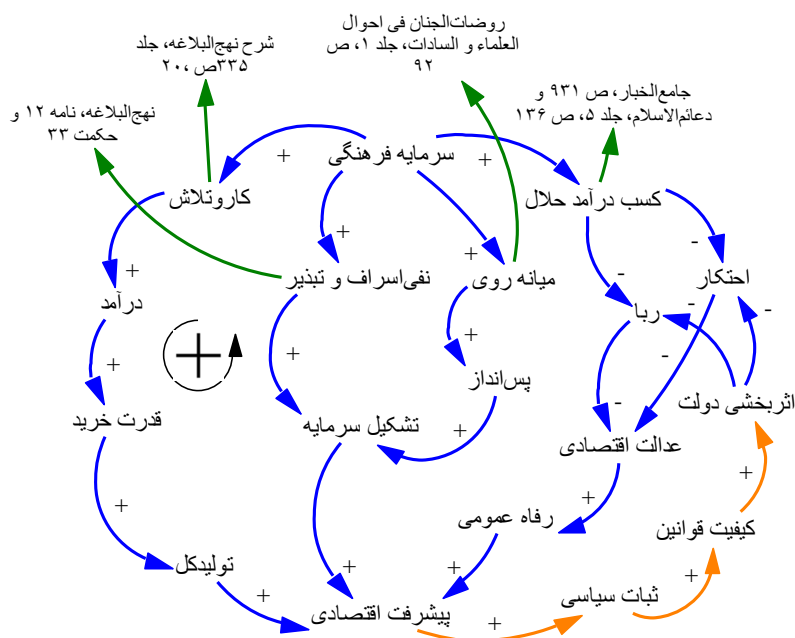 روضات‌الجنان فی احوال
العلماء و السادات، جلد ۱، ص
۹۲
شرح نهج‌البلاغه، جلد
۲۰، ص۳۳۵
جامع‌الخبار، ص ۹۳۱ و
دعائم‌الاسلام، جلد ۵، ص ۱۳۶
نهج‌البلاغه، نامه ۱۲ و
حکمت ۳۳
سرمایه فرهنگی
کسب درآمد حلال
کاروتلاش
احتکار
میانه روی
نفی‌اسراف و تبذیر
درآمد
ربا
پس‌انداز
اثربخشی دولت
قدرت خرید
تشکیل سرمایه
عدالت اقتصادی
رفاه عمومی
کیفیت قوانین
تولیدکل
ثبات سیاسی
پیشرفت اقتصادی